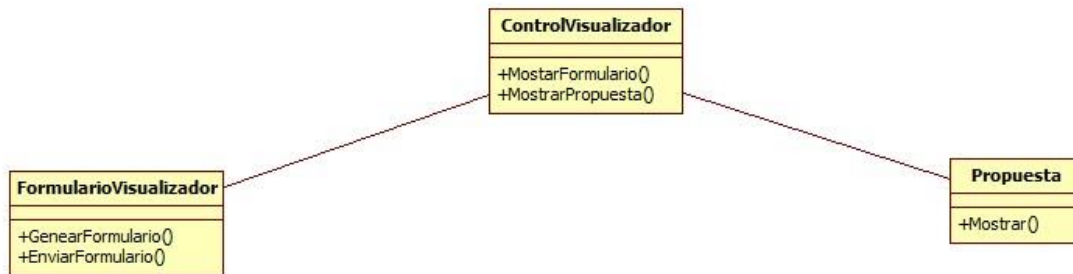 ControlVisualizador
+MostarFormulario()
+MostrarPropuesta()
FormularioVisualizador
+GenearFormulario()
+EnviarFormulario()
Propuesta
+Mostrar()